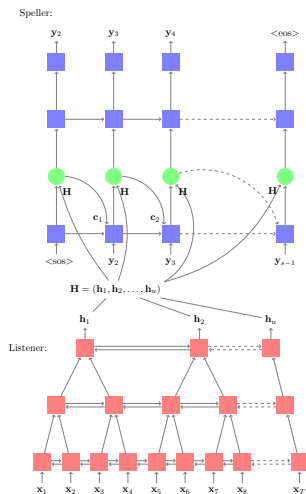 Speller:
y₂ y₃ y₄ <eos>
H H H H
c₁ c₂
<sos> y₂ y₃ yₛ₋₁
H = (h₁, h₂, . . . , hᵤ)
h₁ h₂ hᵤ
Listener:
x₁ x₂ x₃ x₄ x₅ x₆ x₇ x₈ x_T